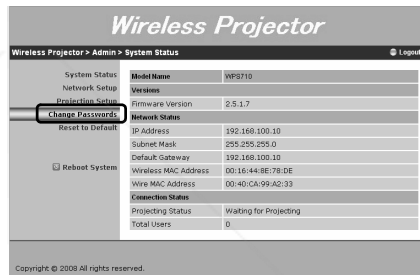 Wireless Projector
Wireless Projector > Admin > System Status
Logout
System Status
Network Setup
Projection Setup
Change Passwords
Reset to Default
Reboot System
Model Name WPS710
Versions
Firmware Version 2.5.1.7
Network Status
IP Address 192.168.100.10
Subnet Mask 255.255.255.0
Default Gateway 192.168.100.10
Wireless MAC Address 00:16:44:8E:78:DE
Wire MAC Address 00:40:CA:99:A2:33
Connection Status
Projecting Status Waiting for Projecting
Total Users 0
Copyright © 2008 All rights reserved.